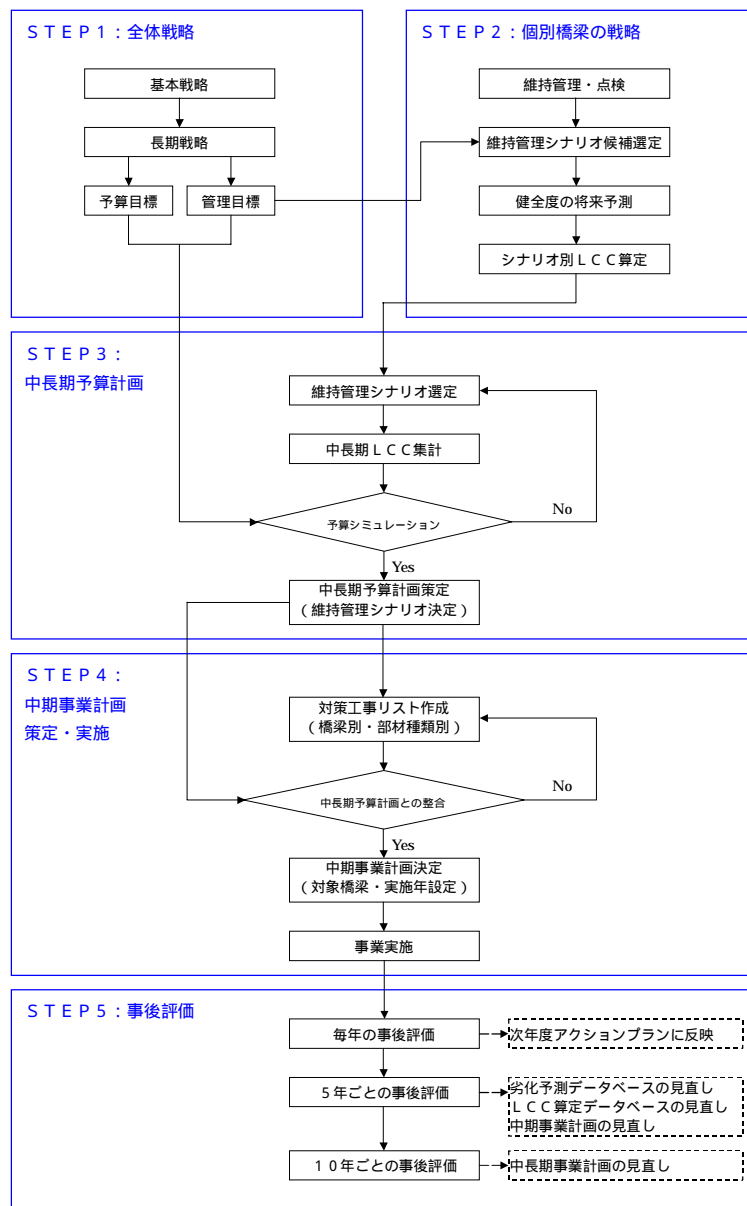 ＳＴＥＰ１：全体戦略
基本戦略
長期戦略
予算目標
管理目標
ＳＴＥＰ２：個別橋梁の戦略
維持管理・点検
維持管理シナリオ候補選定
健全度の将来予測
シナリオ別ＬＣＣ算定
ＳＴＥＰ３：
中長期予算計画
維持管理シナリオ選定
中長期ＬＣＣ集計
予算シミュレーション
No
Yes
中長期予算計画策定
（維持管理シナリオ決定）
ＳＴＥＰ４：
中期事業計画
策定・実施
対策工事リスト作成
（橋梁別・部材種類別）
中長期予算計画との整合
No
Yes
中期事業計画決定
（対象橋梁・実施年設定）
事業実施
ＳＴＥＰ５：事後評価
毎年の事後評価
次年度アクションプランに反映
５年ごとの事後評価
劣化予測データベースの見直し
ＬＣＣ算定データベースの見直し
中期事業計画の見直し
１０年ごとの事後評価
中長期事業計画の見直し